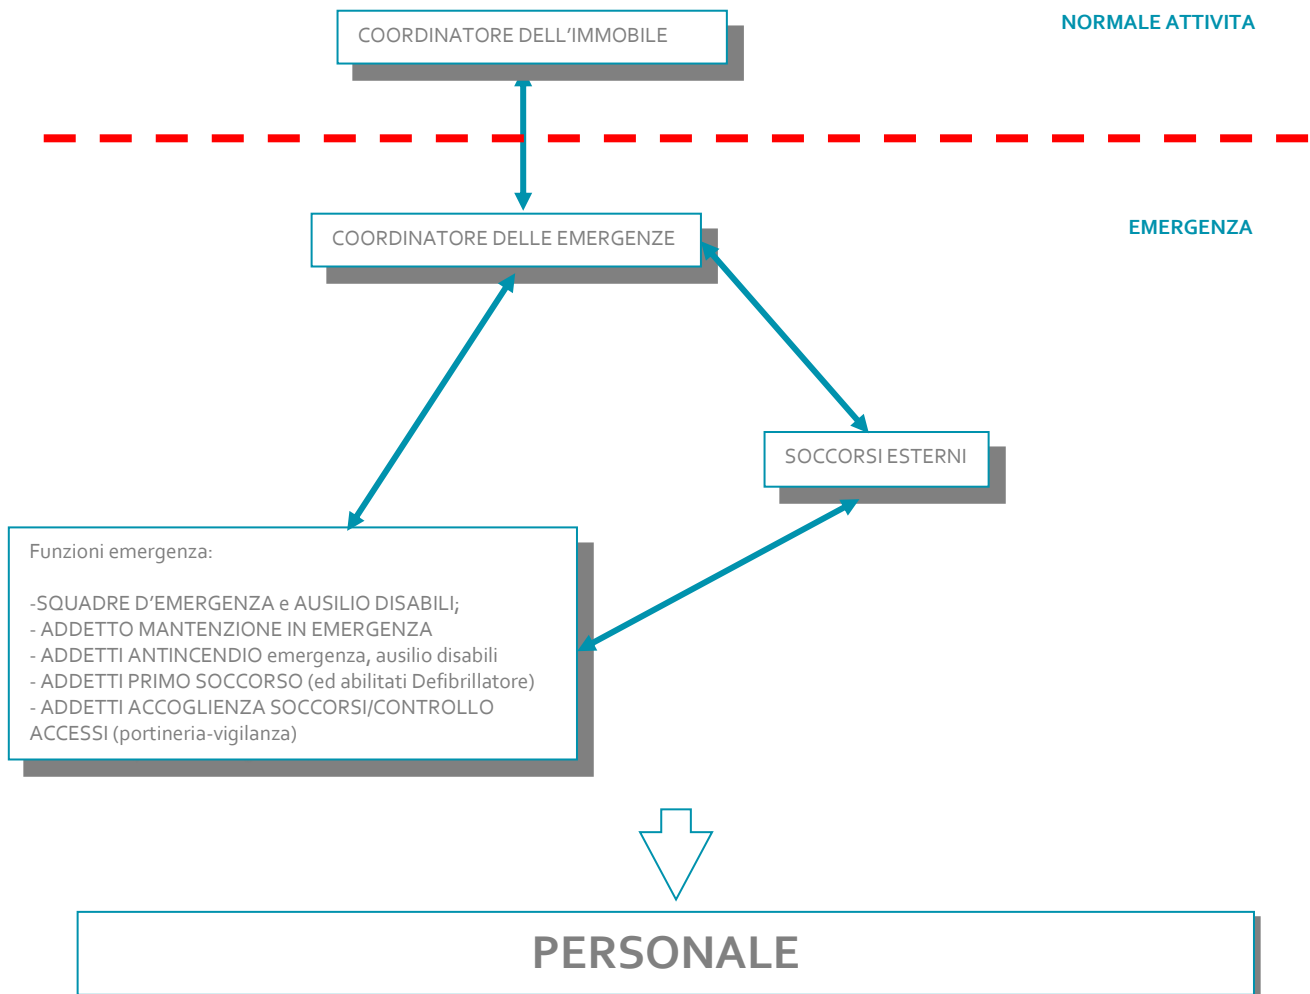 COORDINATORE DELL'IMMOBILE
NORMALE ATTIVITA
COORDINATORE DELLE EMERGENZE
EMERGENZA
SOCCORSI ESTERNI
Funzioni emergenza:
-SQUADRE D'EMERGENZA e AUSILIO DISABILI;
- ADDETTO MANTENZIONE IN EMERGENZA
- ADDETTI ANTINCENDIO emergenza, ausilio disabili
- ADDETTI PRIMO SOCCORSO (ed abilitati Defibrillatore)
- ADDETTI ACCOGLIENZA SOCCORSI/CONTROLLO
ACCESSI (portineria-vigilanza)
PERSONALE